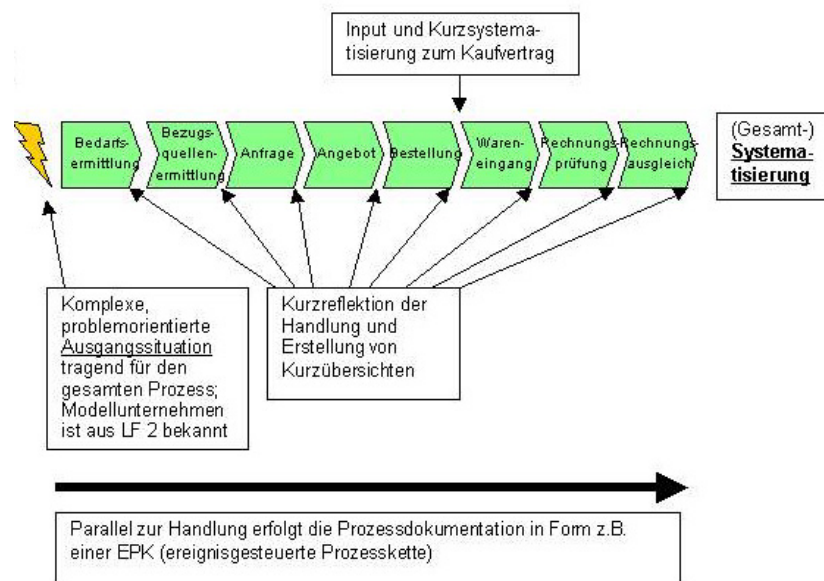 Input und Kurzsystema-
tisierung zum Kaufvertrag
Bedarfs-
ermittlung
Bezugs-
quellen-
ermittlung
Anfrage
Angebot
Bestellung
Waren-
eingang
Rechnungs-
prüfung
Rechnungs-
ausgleich
(Gesamt-)
Systema-
tisierung
Komplexe,
problemorientierte
Ausgangssituation
tragend für den
gesamten Prozess;
Modellunternehmen
ist aus LF 2 bekannt
Kurzreflektion der
Handlung und
Erstellung von
Kurzübersichten
Parallel zur Handlung erfolgt die Prozessdokumentation in Form z.B.
einer EPK (ereignisgesteuerte Prozesskette)